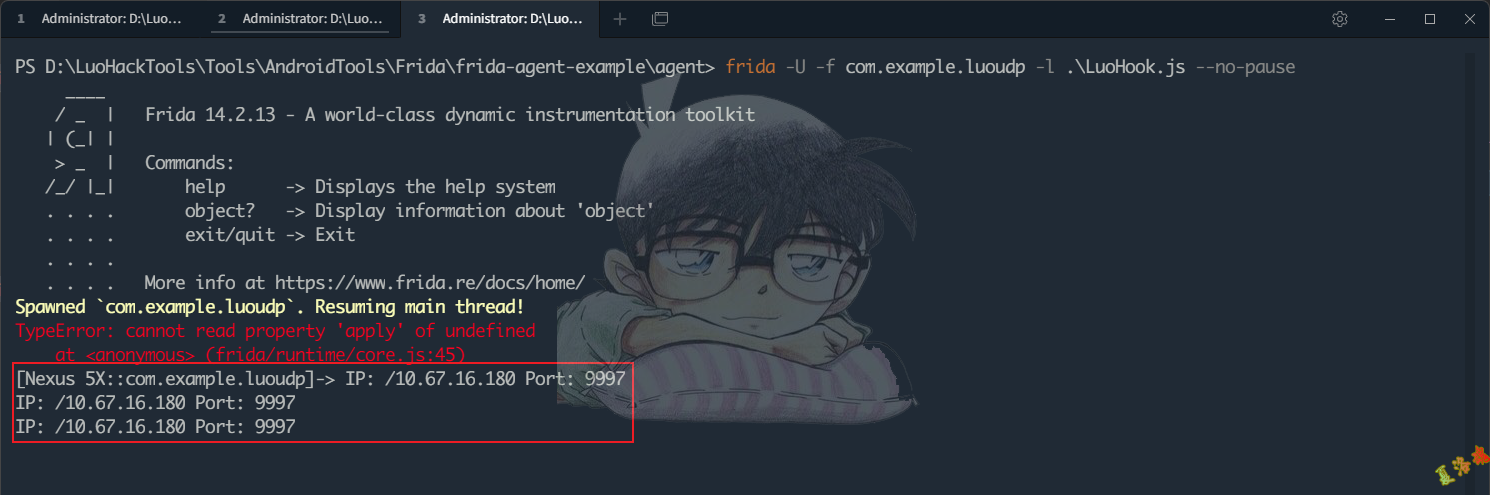 1 Administrator: D:\Luo... 2 Administrator: D:\Luo... 3 Administrator: D:\Luo...
PS D:\LuoHackTools\Tools\AndroidTools\Frida\frida-agent-example\agent> frida -U -f com.example.luoudp -l .\LuoHook.js --no-pause
     ____
    / _  |   Frida 14.2.13 - A world-class dynamic instrumentation toolkit
   | (_| |
    > _  |   Commands:
   /_/ |_|       help      -> Displays the help system
   . . . .       object?   -> Display information about 'object'
   . . . .       exit/quit -> Exit
   . . . .
   . . . .   More info at https://www.frida.re/docs/home/
Spawned `com.example.luoudp`. Resuming main thread!
TypeError: cannot read property 'apply' of undefined
    at <anonymous> (frida/runtime/core.js:45)
[Nexus 5X::com.example.luoudp]-> IP: /10.67.16.180 Port: 9997
IP: /10.67.16.180 Port: 9997
IP: /10.67.16.180 Port: 9997